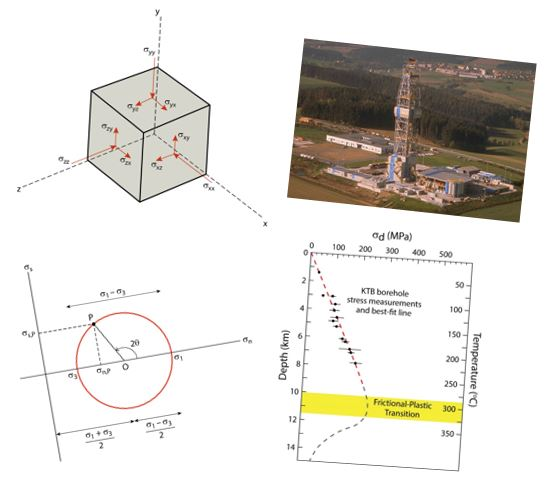 y
σyy
σyz
σyx
σzy
σxy
σzz
σzx
σxz
σxx
z
x
σd (MPa)
0
100
200
300
500
0
2
4
6
8
10
12
14
Depth (km)
KTB borehole
stress measurements
and best-fit line
50
100
150
200
250
300
350
Temperature (°C)
Frictional-Plastic
Transition
σs
σ1 – σ3
P
σs,P
2θ
σn
σ3
σn,P
O
σ1
σ1 + σ3
2
σ1 – σ3
2